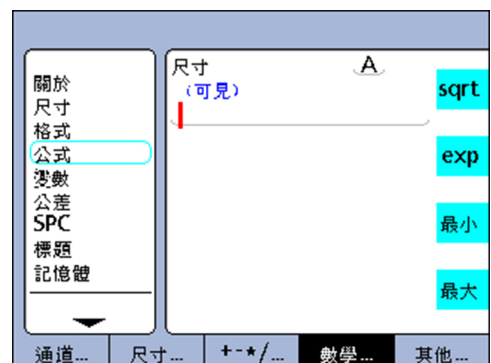 關於
尺寸
格式
公式
變數
公差
SPC
標題
記憶體
尺寸
A
(可見)
sqrt
exp
最小
最大
通道...
尺寸...
+-*/...
數學...
其他...